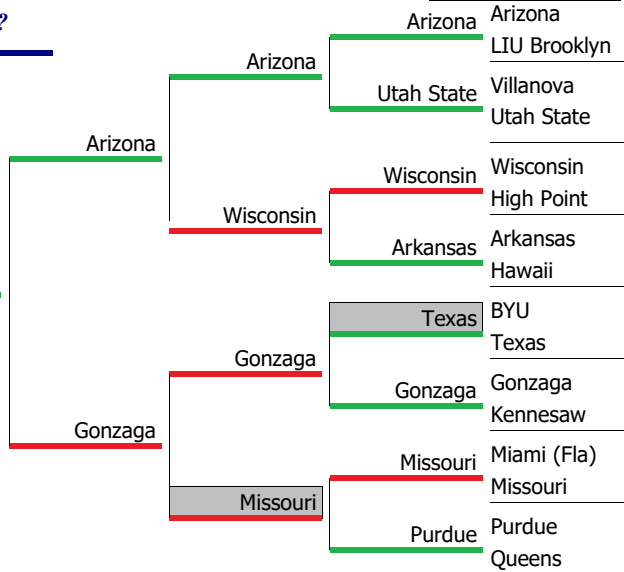 ?
Arizona
Arizona
LIU Brooklyn
Arizona
Utah State
Villanova
Utah State
Arizona
Wisconsin
Wisconsin
High Point
Wisconsin
Arkansas
Arkansas
Hawaii
Texas
BYU
Texas
Gonzaga
Gonzaga
Gonzaga
Kennesaw
Gonzaga
Missouri
Miami (Fla)
Missouri
Missouri
Purdue
Purdue
Queens